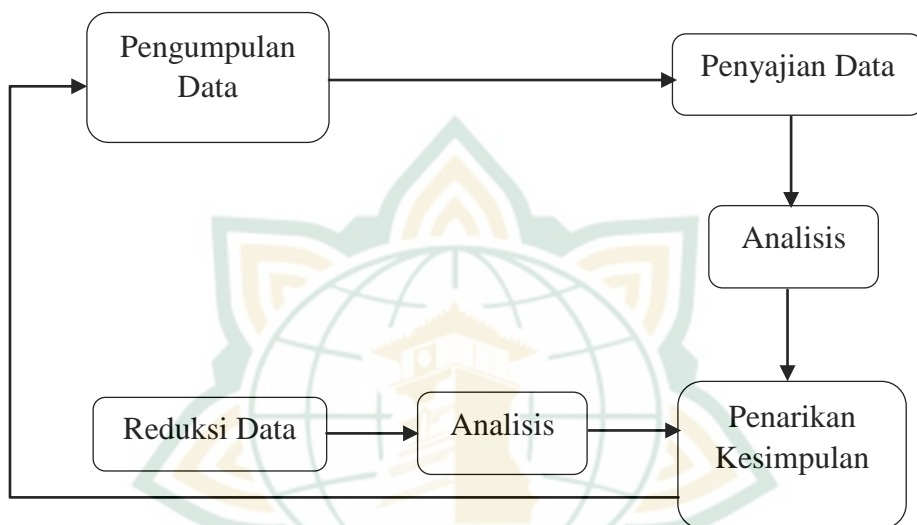 Pengumpulan
Data
Penyajian Data
Analisis
Reduksi Data
Analisis
Penarikan
Kesimpulan